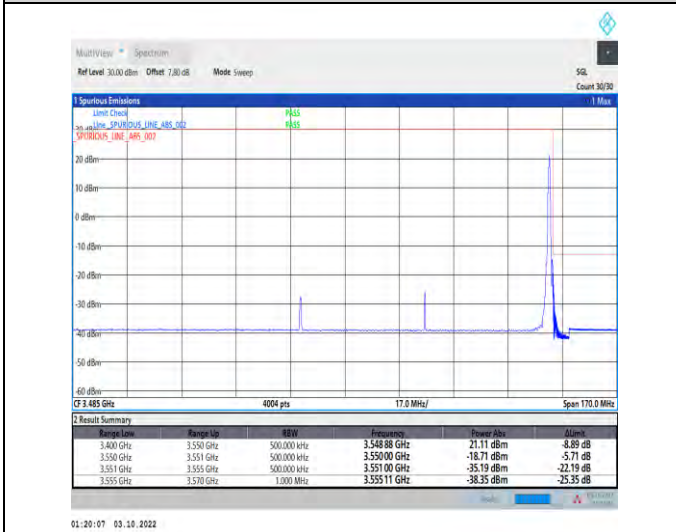 MultiView Spectrum
Ref Level 30.00 dBm Offset 7.80 dB Mode Sweep SGL
Count 30/30
1 Spurious Emissions 1 Max
Limit Check PASS
Line _SPURIOUS_LINE_ABS_002 PASS
_SPURIOUS_LINE_ABS_002
20 dBm
10 dBm
0 dBm
-10 dBm
-20 dBm
-30 dBm
-40 dBm
-50 dBm
-60 dBm
CF 3.485 GHz 4004 pts 17.0 MHz/ Span 170.0 MHz
2 Result Summary
Range Low Range Up RBW Frequency Power Abs ΔLimit
3.400 GHz 3.550 GHz 500.000 kHz 3.548 88 GHz 21.11 dBm -8.89 dB
3.550 GHz 3.551 GHz 500.000 kHz 3.550 00 GHz -18.71 dBm -5.71 dB
3.551 GHz 3.555 GHz 500.000 kHz 3.551 00 GHz -35.19 dBm -22.19 dB
3.555 GHz 3.570 GHz 1.000 MHz 3.555 11 GHz -38.35 dBm -25.35 dB
01:20:07 03.10.2022